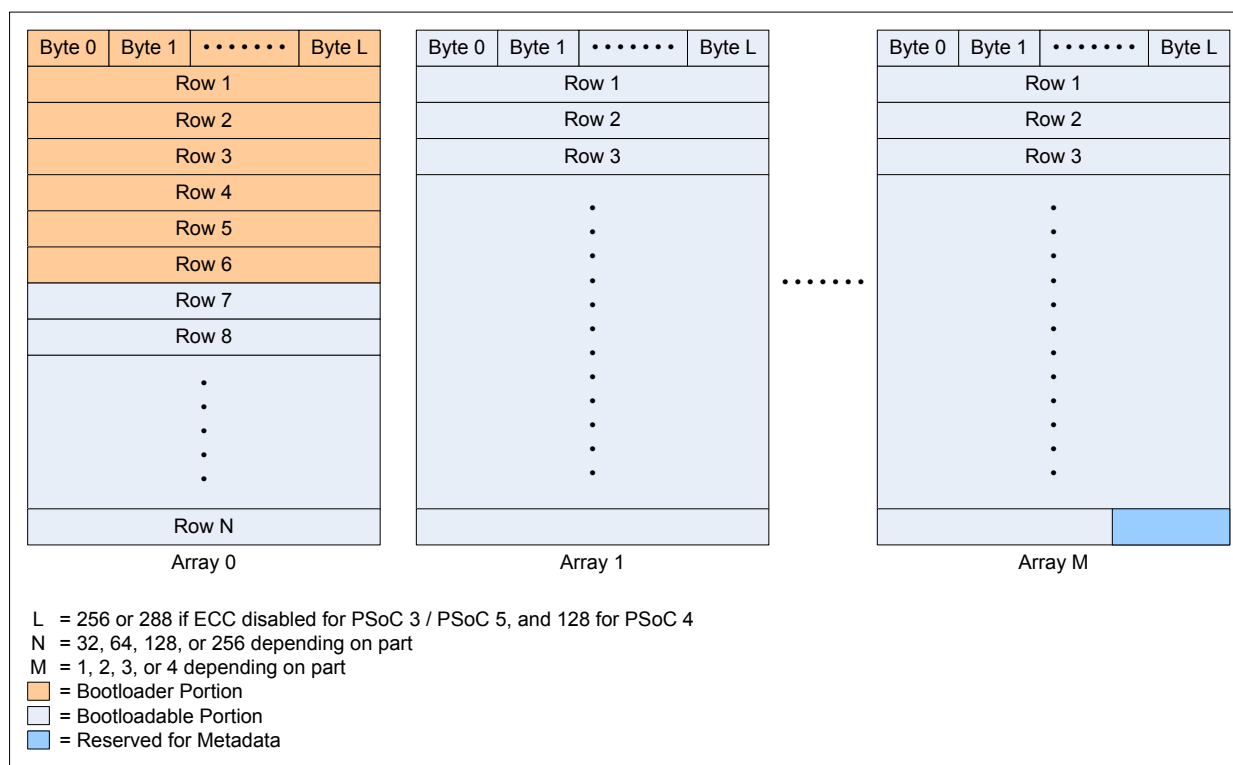 Byte 0 Byte 1 ······· Byte L
Row 1
Row 2
Row 3
Row 4
Row 5
Row 6
Row 7
Row 8
Row N
Array 0
Byte 0 Byte 1 ······· Byte L
Row 1
Row 2
Row 3
Array 1
·······
Byte 0 Byte 1 ······· Byte L
Row 1
Row 2
Row 3
Array M
L = 256 or 288 if ECC disabled for PSoC 3 / PSoC 5, and 128 for PSoC 4
N = 32, 64, 128, or 256 depending on part
M = 1, 2, 3, or 4 depending on part
= Bootloader Portion
= Bootloadable Portion
= Reserved for Metadata